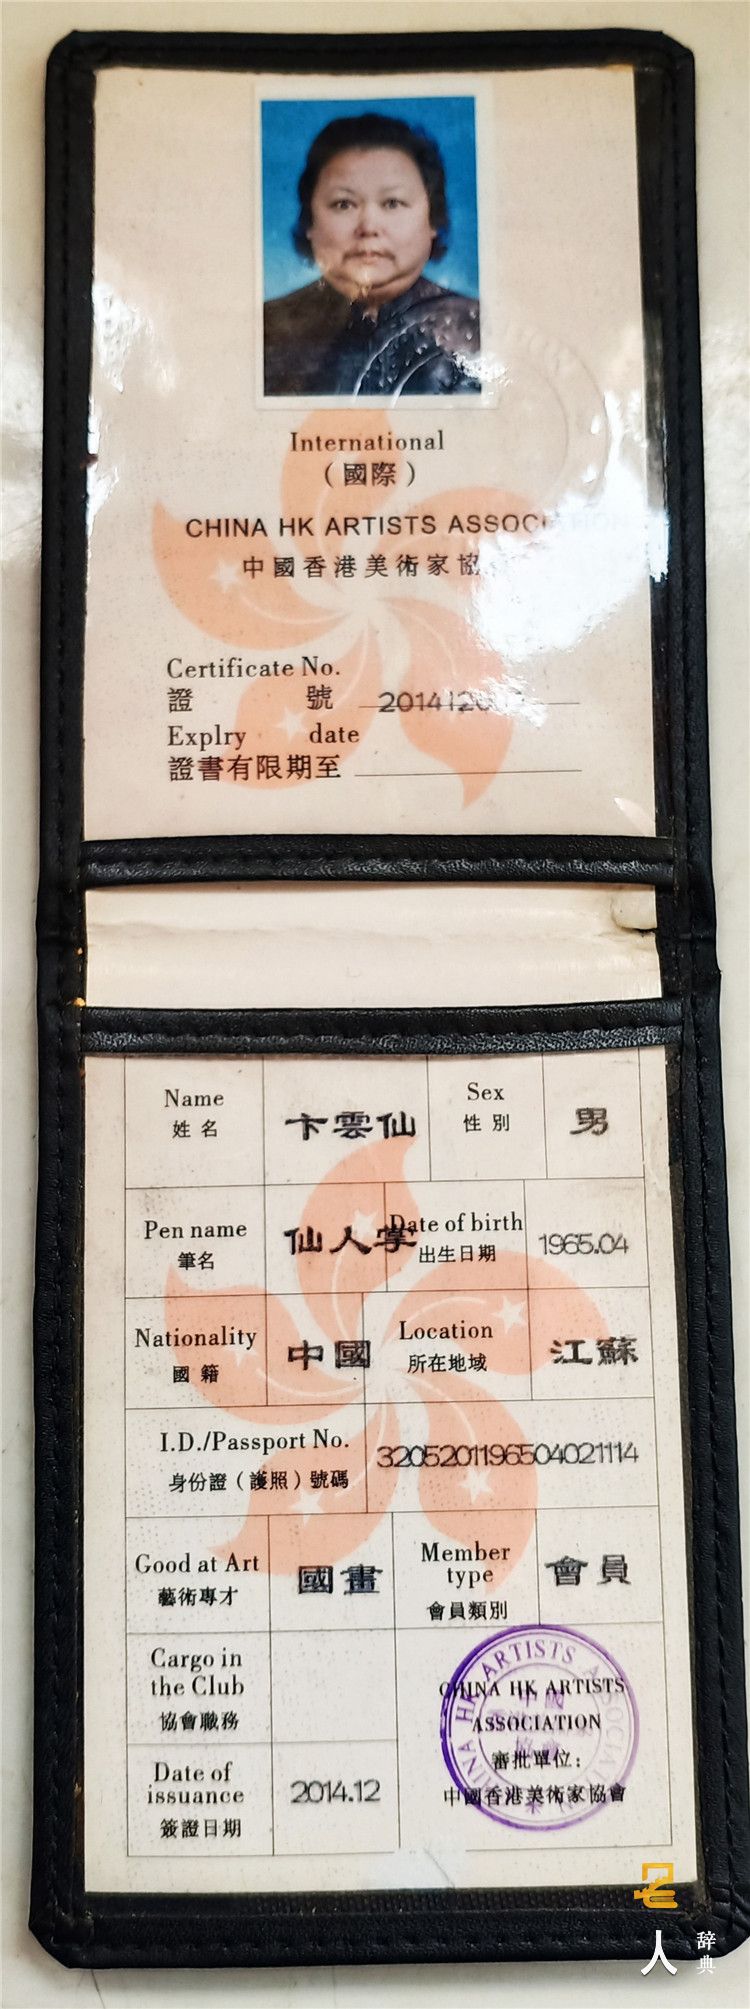 International
（國際）
CHINA HK ARTISTS ASSOCIATION
中國香港美術家協
Certificate No.
證 號
Explry date
證書有限期至
Name 姓名 卞雲仙 Sex 性別 男
Pen name 筆名 仙人掌 Date of birth 出生日期 1965.04
Nationality 國籍 中國 Location 所在地域 江蘇
I.D./Passport No. 身份證（護照）號碼 3205201196504021114
Good at Art 藝術專才 國畫 Member type 會員類別 會員
Cargo in the Club 協會職務
CHINA HK ARTISTS ASSOCIATION
審批單位：
中國香港美術家協會
Date of issuance 簽證日期 2014.12
人 辞典